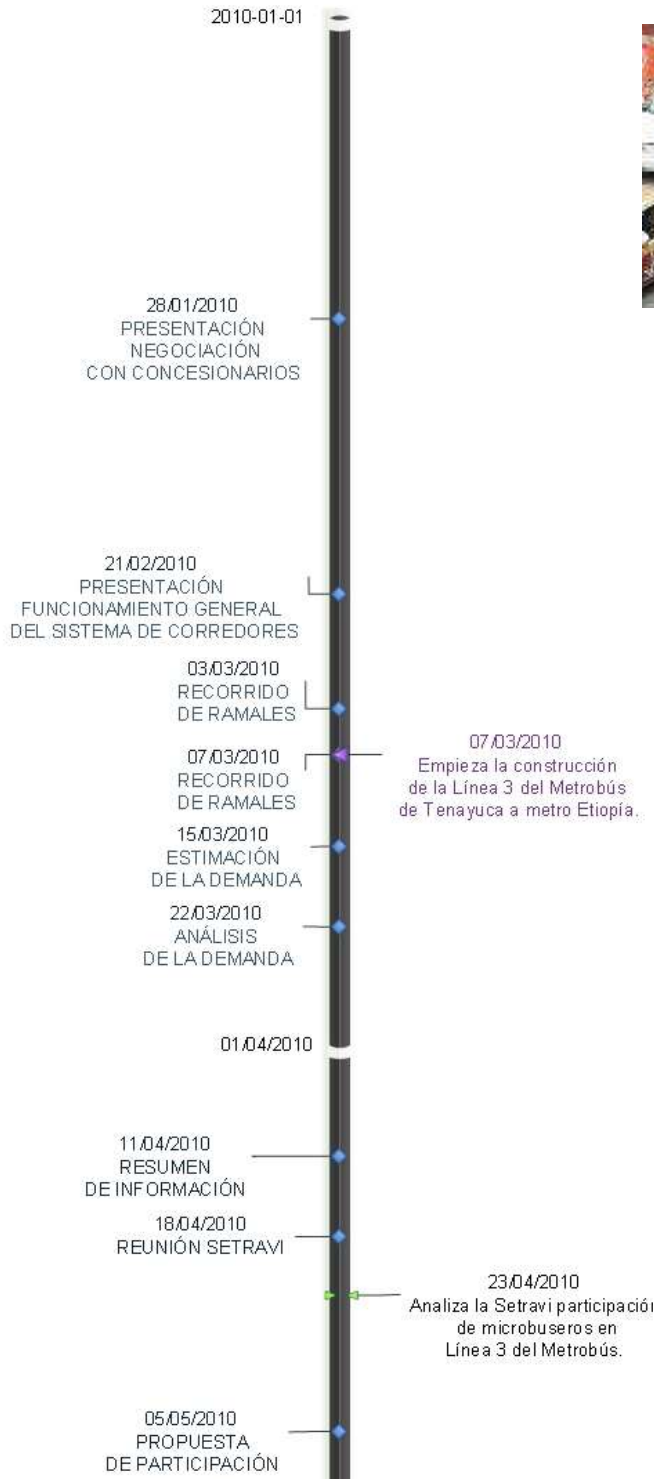 2010-01-01
28/01/2010
PRESENTACIÓN
NEGOCIACIÓN
CON CONCESIONARIOS
21/02/2010
PRESENTACIÓN
FUNCIONAMIENTO GENERAL
DEL SISTEMA DE CORREDORES
03/03/2010
RECORRIDO
DE RAMALES
07/03/2010
RECORRIDO
DE RAMALES
07/03/2010
Empieza la construcción
de la Línea 3 del Metrobús
de Tenayuca a metro Etiopía.
15/03/2010
ESTIMACIÓN
DE LA DEMANDA
22/03/2010
ANÁLISIS
DE LA DEMANDA
01/04/2010
11/04/2010
RESUMEN
DE INFORMACIÓN
18/04/2010
REUNIÓN SETRAVI
23/04/2010
Analiza la Setravi participación
de microbuseros en
Línea 3 del Metrobús.
05/05/2010
PROPUESTA
DE PARTICIPACIÓN